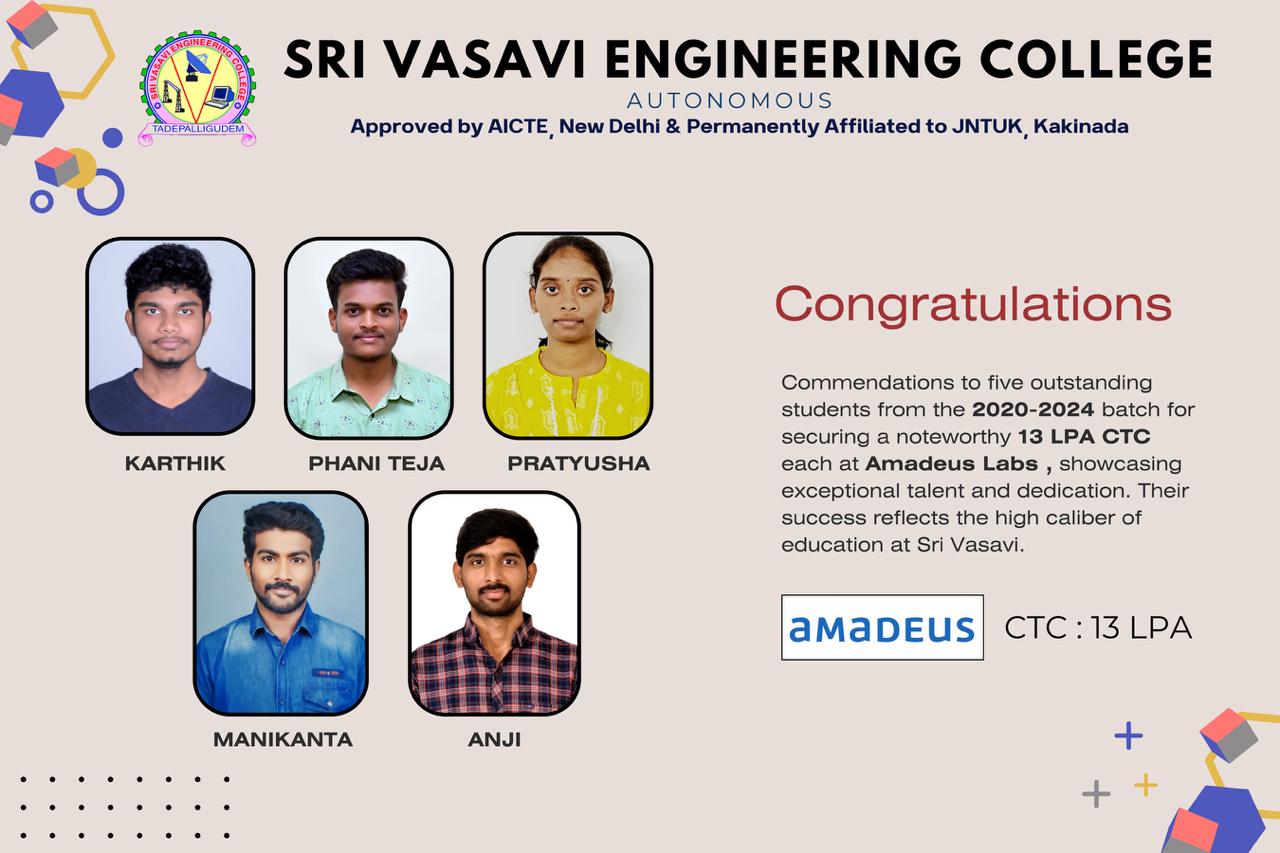 SRI VASAVI ENGINEERING COLLEGE
AUTONOMOUS
Approved by AICTE, New Delhi & Permanently Affiliated to JNTUK, Kakinada
SRI VASAVI ENGINEERING COLLEGE
TADEPALLIGUDEM
KARTHIK
PHANI TEJA
PRATYUSHA
MANIKANTA
ANJI
Congratulations
Commendations to five outstanding
students from the 2020-2024 batch for
securing a noteworthy 13 LPA CTC
each at Amadeus Labs , showcasing
exceptional talent and dedication. Their
success reflects the high caliber of
education at Sri Vasavi.
aMaDEUS
CTC : 13 LPA